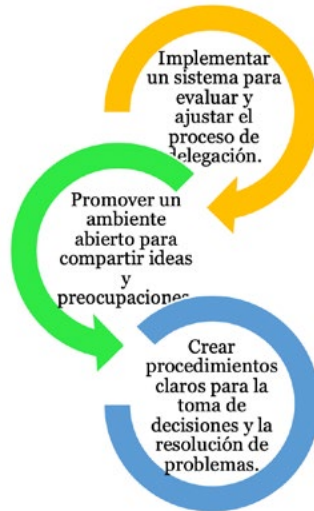 Implementar
un sistema para
evaluar y
ajustar el
proceso de
delegación.
Promover un
ambiente
abierto para
compartir ideas
y
preocupaciones
Crear
procedimientos
claros para la
toma de
decisiones y la
resolución de
problemas.